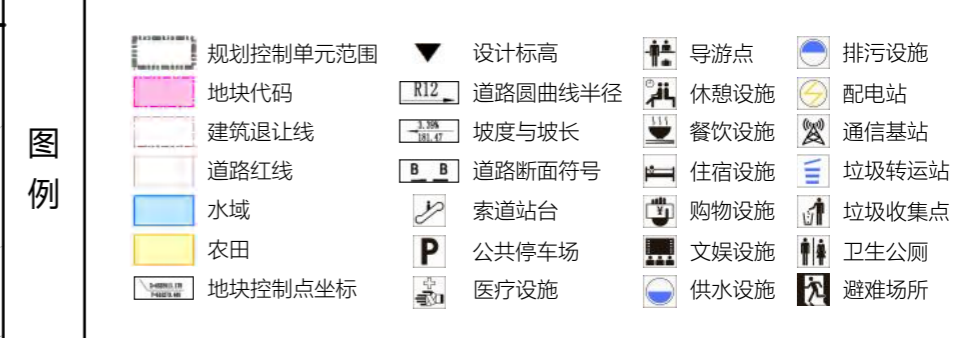 图例
规划控制单元范围
地块代码
建筑退让线
道路红线
水域
农田
地块控制点坐标
设计标高
R12 道路圆曲线半径
3.39% 181.47 坡度与坡长
B B 道路断面符号
索道站台
P 公共停车场
医疗设施
导游点
休憩设施
餐饮设施
住宿设施
¥ 购物设施
文娱设施
供水设施
排污设施
配电站
通信基站
垃圾转运站
垃圾收集点
卫生公厕
避难场所